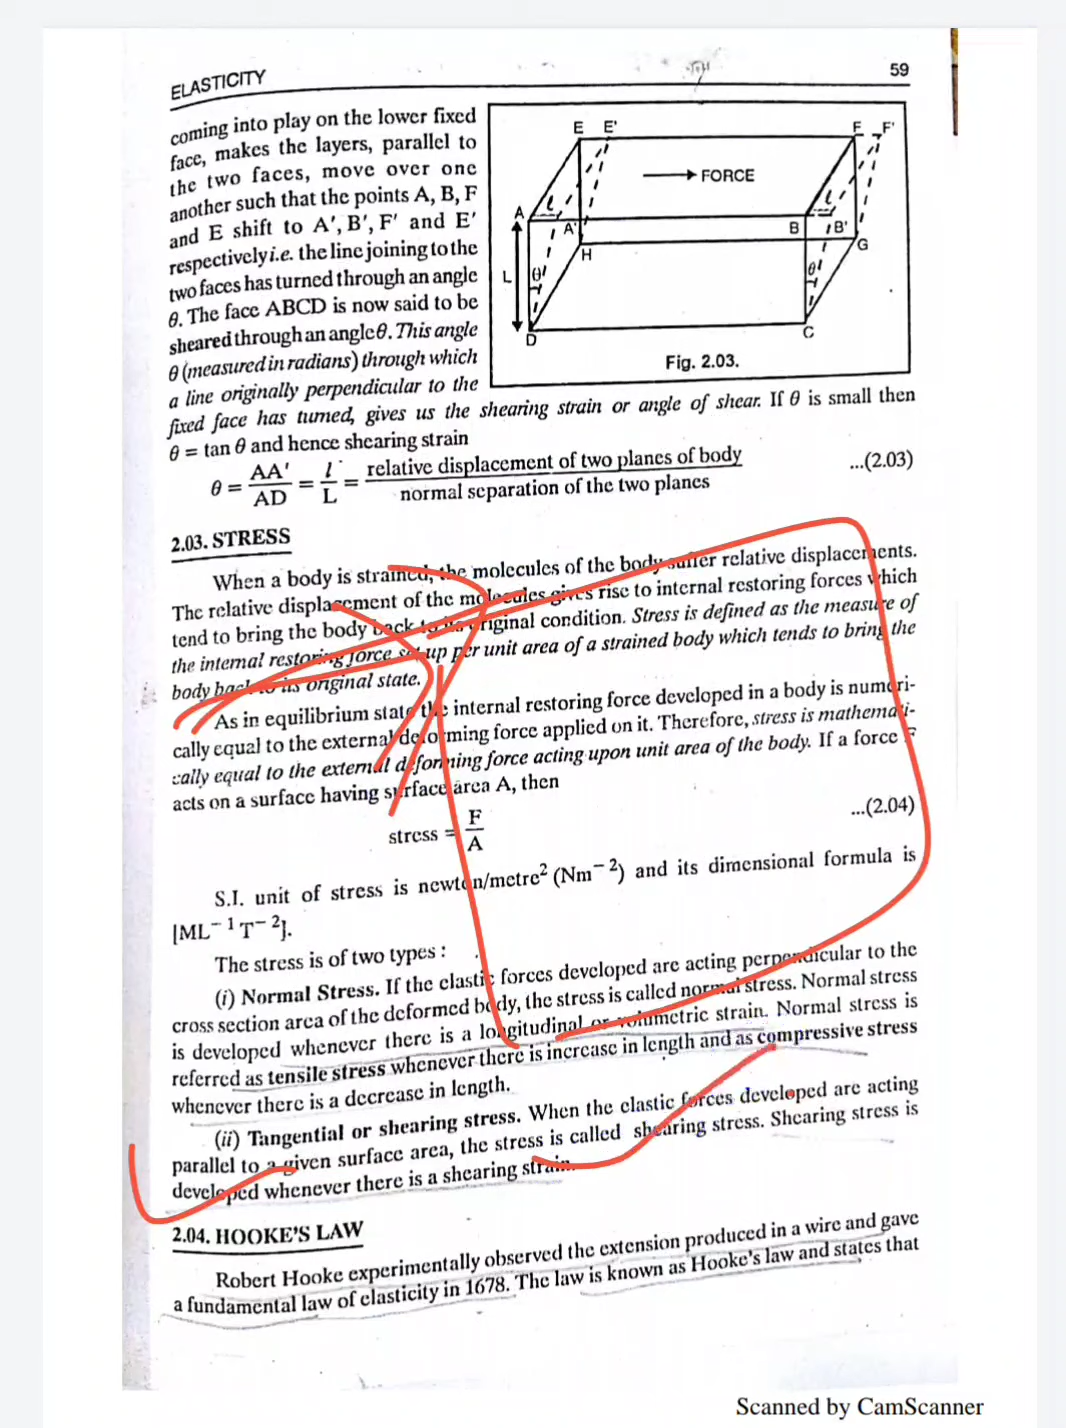 ELASTICITY
59
coming into play on the lower fixed
face, makes the layers, parallel to
the two faces, move over one
another such that the points A, B, F
and E shift to A', B', F' and E'
respectively i.e. the line joining to the
two faces has turned through an angle
θ. The face ABCD is now said to be
sheared through an angle θ. This angle
θ (measured in radians) through which
a line originally perpendicular to the
fixed face has turned, gives us the shearing strain or angle of shear. If θ is small then
θ = tan θ and hence shearing strain
E E' F F'
FORCE
A l A' B l B'
H G
L θ θ
D C
Fig. 2.03.
θ = AA'/AD = l/L = relative displacement of two planes of body/normal separation of the two planes ...(2.03)
2.03. STRESS
When a body is strained, the molecules of the body suffer relative displacements.
The relative displacement of the molecules gives rise to internal restoring forces which
tend to bring the body back to its original condition. Stress is defined as the measure of
the internal restoring force set up per unit area of a strained body which tends to bring the
body back to its original state.
As in equilibrium state the internal restoring force developed in a body is numeri-
cally equal to the external deforming force applied on it. Therefore, stress is mathemati-
cally equal to the external deforming force acting upon unit area of the body. If a force F
acts on a surface having surface area A, then
stress = F/A ...(2.04)
S.I. unit of stress is newton/metre² (Nm⁻²) and its dimensional formula is
[ML⁻¹T⁻²].
The stress is of two types :
(i) Normal Stress. If the elastic forces developed are acting perpendicular to the
cross section area of the deformed body, the stress is called normal stress. Normal stress
is developed whenever there is a longitudinal or volumetric strain. Normal stress is
referred as tensile stress whenever there is increase in length and as compressive stress
whenever there is a decrease in length.
(ii) Tangential or shearing stress. When the elastic forces developed are acting
parallel to a given surface area, the stress is called shearing stress. Shearing stress is
developed whenever there is a shearing strain.
2.04. HOOKE'S LAW
Robert Hooke experimentally observed the extension produced in a wire and gave
a fundamental law of elasticity in 1678. The law is known as Hooke's law and states that
Scanned by CamScanner